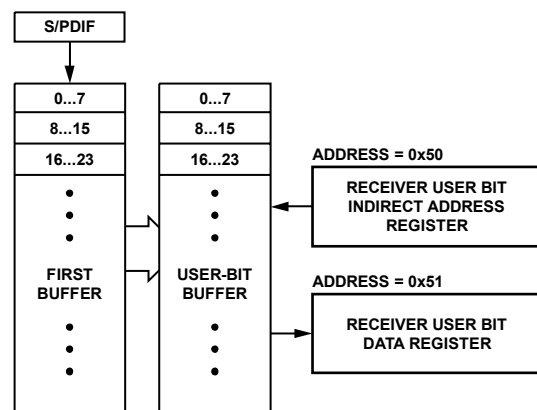 S/PDIF
0...7
8...15
16...23
FIRST
BUFFER
0...7
8...15
16...23
USER-BIT
BUFFER
ADDRESS = 0x50
RECEIVER USER BIT
INDIRECT ADDRESS
REGISTER
ADDRESS = 0x51
RECEIVER USER BIT
DATA REGISTER